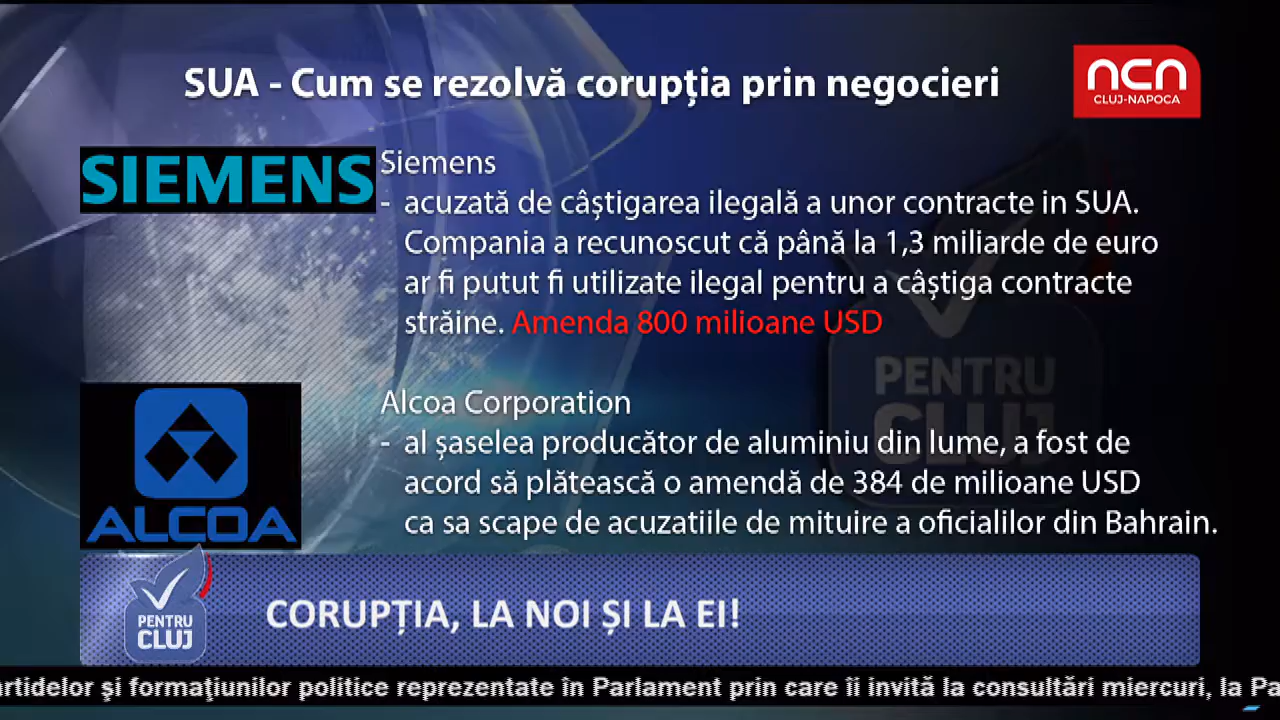 SUA - Cum se rezolvă corupția prin negocieri
ncn
CLUJ-NAPOCA
SIEMENS
Siemens
- acuzată de câștigarea ilegală a unor contracte in SUA.
Compania a recunoscut că până la 1,3 miliarde de euro
ar fi putut fi utilizate ilegal pentru a câștiga contracte
străine. Amenda 800 milioane USD
PENTRU
CLUJ
ALCOA
Alcoa Corporation
- al șaselea producător de aluminiu din lume, a fost de
acord să plătească o amendă de 384 de milioane USD
ca sa scape de acuzatiile de mituire a oficialilor din Bahrain.
PENTRU
CLUJ
CORUPȚIA, LA NOI ȘI LA EI!
artidelor şi formaţiunilor politice reprezentate în Parlament prin care îi invită la consultări miercuri, la Pa